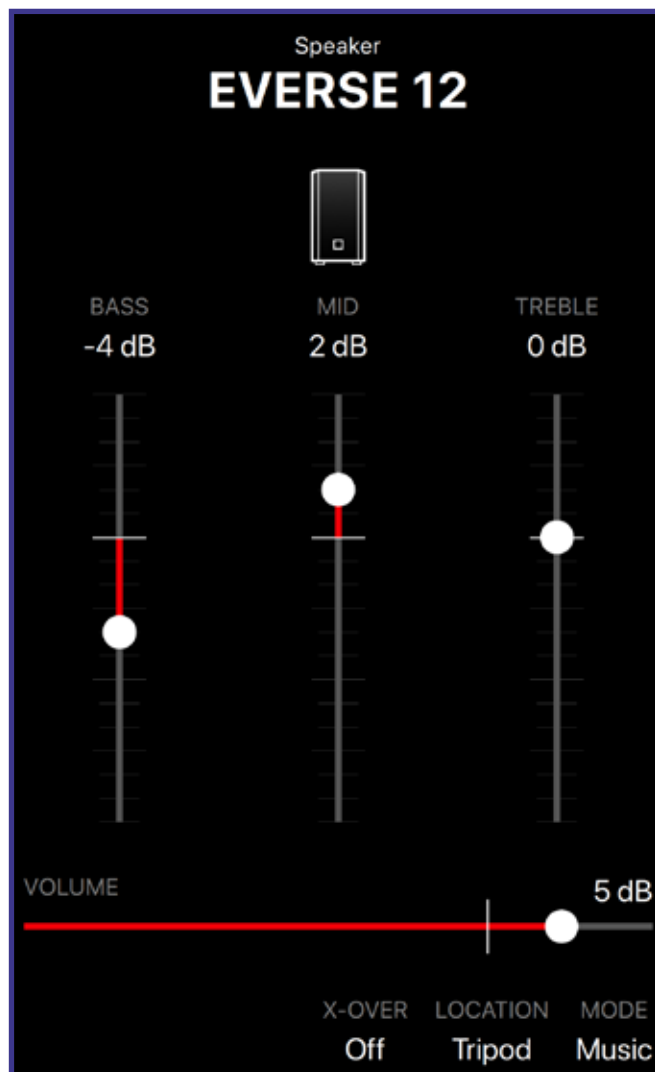 Speaker
EVERSE 12
BASS MID TREBLE
-4 dB 2 dB 0 dB
VOLUME 5 dB
X-OVER LOCATION MODE
Off Tripod Music